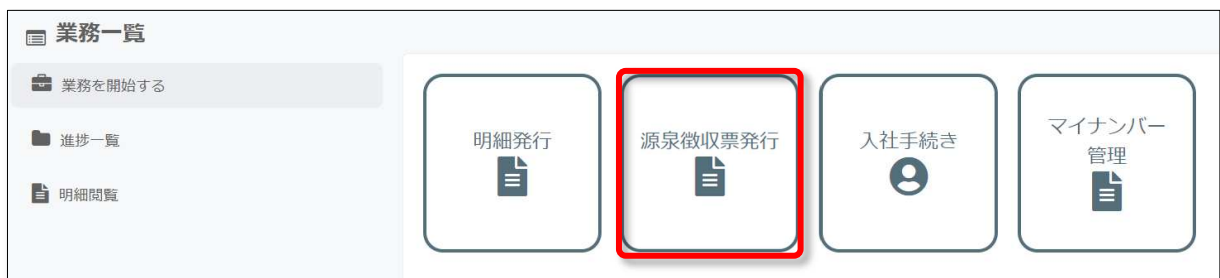 業務一覧
業務を開始する
進捗一覧
明細閲覧
明細発行
源泉徴収票発行
入社手続き
マイナンバー
管理